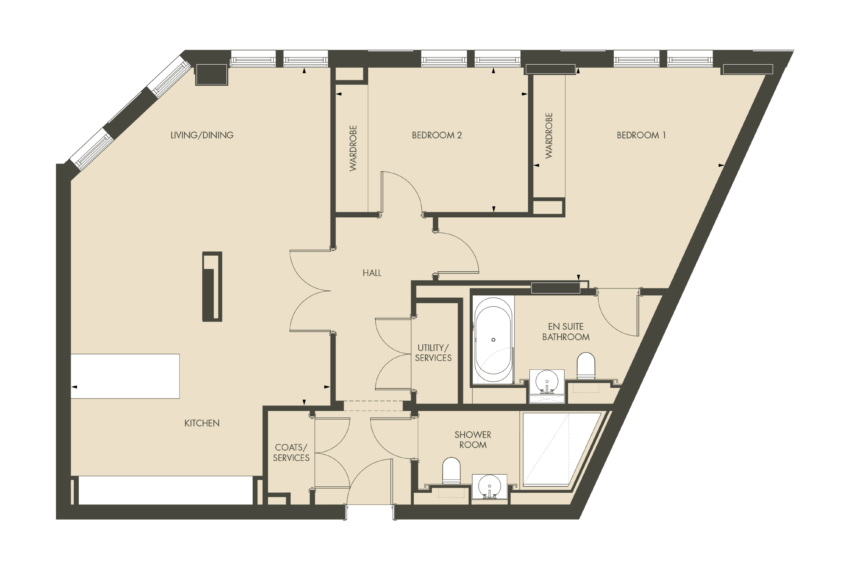 LIVING/DINING
WARDROBE
BEDROOM 2
WARDROBE
BEDROOM 1
HALL
UTILITY/
SERVICES
EN SUITE
BATHROOM
KITCHEN
COATS/
SERVICES
SHOWER
ROOM